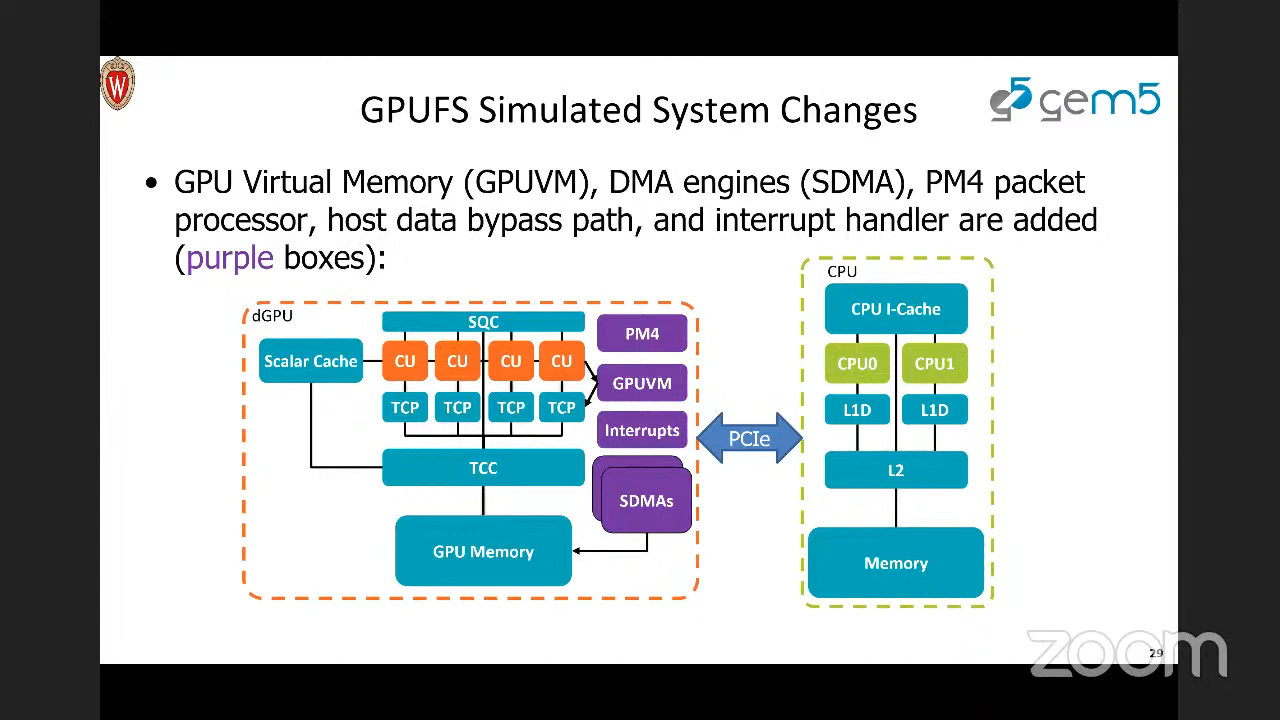 W
GPUFS Simulated System Changes
gem5
• GPU Virtual Memory (GPUVM), DMA engines (SDMA), PM4 packet
processor, host data bypass path, and interrupt handler are added
(purple boxes):
dGPU
SQC
PM4
Scalar Cache
CU CU CU CU
GPUVM
TCP TCP TCP TCP
Interrupts
TCC
SDMAs
GPU Memory
PCIe
CPU
CPU I-Cache
CPU0 CPU1
L1D L1D
L2
Memory
zoom
29